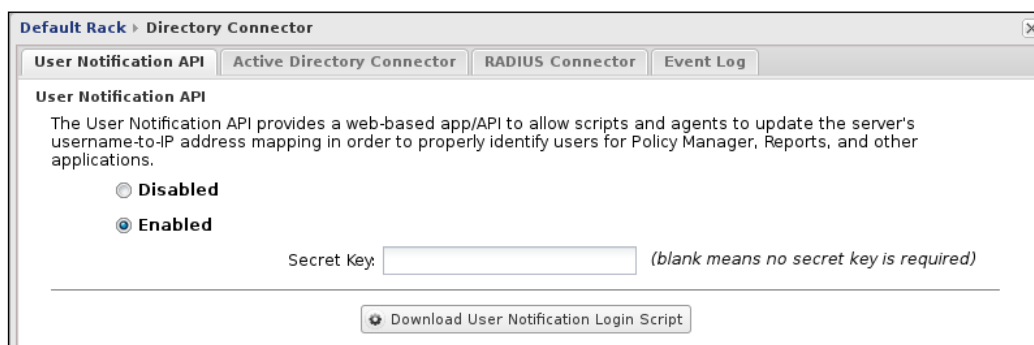 Default Rack ▸ Directory Connector
User Notification API
Active Directory Connector
RADIUS Connector
Event Log
User Notification API
The User Notification API provides a web-based app/API to allow scripts and agents to update the server's
username-to-IP address mapping in order to properly identify users for Policy Manager, Reports, and other
applications.
Disabled
Enabled
Secret Key:
(blank means no secret key is required)
Download User Notification Login Script